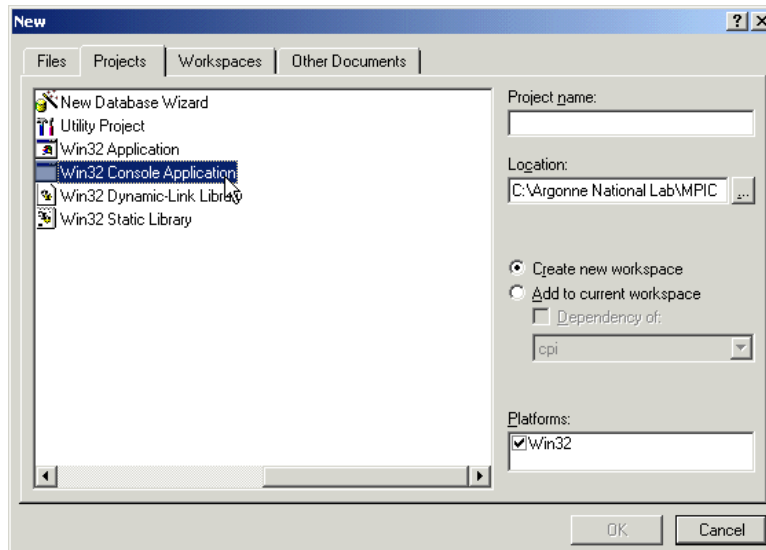 New
Files
Projects
Workspaces
Other Documents
New Database Wizard
Utility Project
Win32 Application
Win32 Console Application
Win32 Dynamic-Link Library
Win32 Static Library
Project name:
Location:
C:\Argonne National Lab\MPIC
...
Create new workspace
Add to current workspace
Dependency of:
cpi
Platforms:
Win32
OK
Cancel